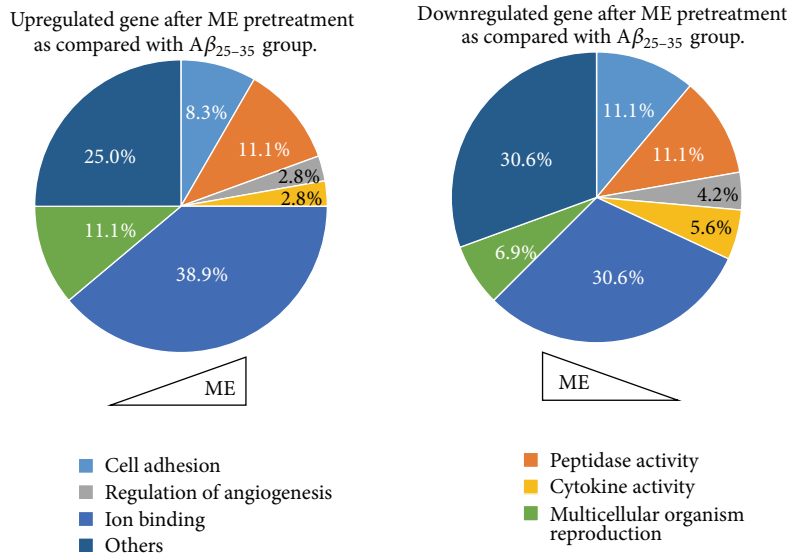 Upregulated gene after ME pretreatment
as compared with Aβ25–35 group.
8.3%
11.1%
2.8%
2.8%
38.9%
11.1%
25.0%
ME
Downregulated gene after ME pretreatment
as compared with Aβ25–35 group.
11.1%
11.1%
4.2%
5.6%
30.6%
6.9%
30.6%
ME
Cell adhesion
Regulation of angiogenesis
Ion binding
Others
Peptidase activity
Cytokine activity
Multicellular organism
reproduction